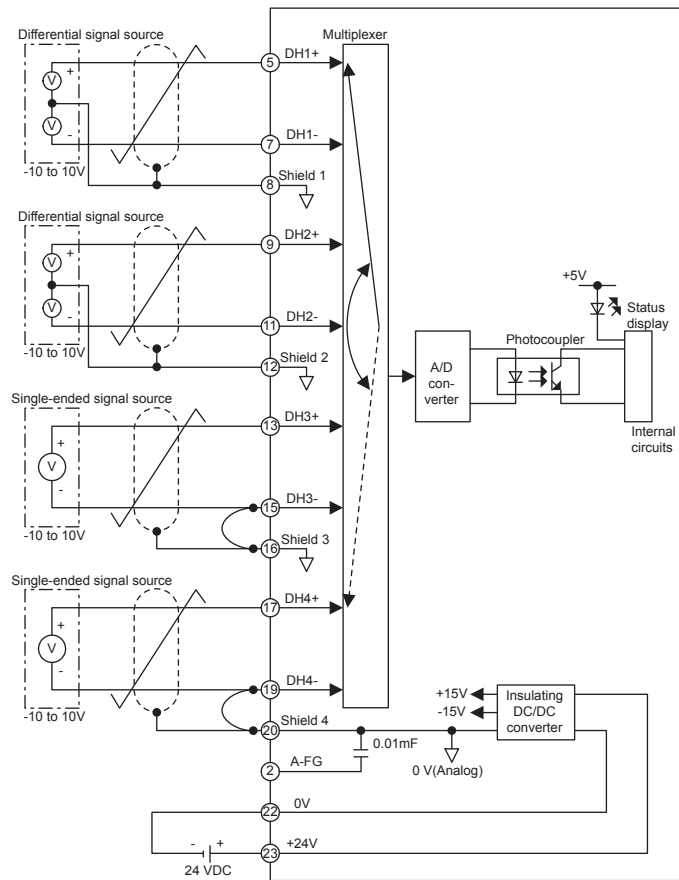 Differential signal source
Multiplexer
V
+
5
DH1+
V
-
7
DH1-
-10 to 10V
8
Shield 1
Differential signal source
V
+
9
DH2+
V
-
11
DH2-
-10 to 10V
12
Shield 2
+5V
Status
display
Photocoupler
A/D
con-
verter
Internal
circuits
Single-ended signal source
13
DH3+
+
V
-
15
DH3-
-10 to 10V
16
Shield 3
Single-ended signal source
17
DH4+
+
V
-
19
DH4-
-10 to 10V
20
Shield 4
+15V
-15V
Insulating
DC/DC
converter
0.01mF
0 V(Analog)
2
A-FG
22
0V
- +
24 VDC
23
+24V